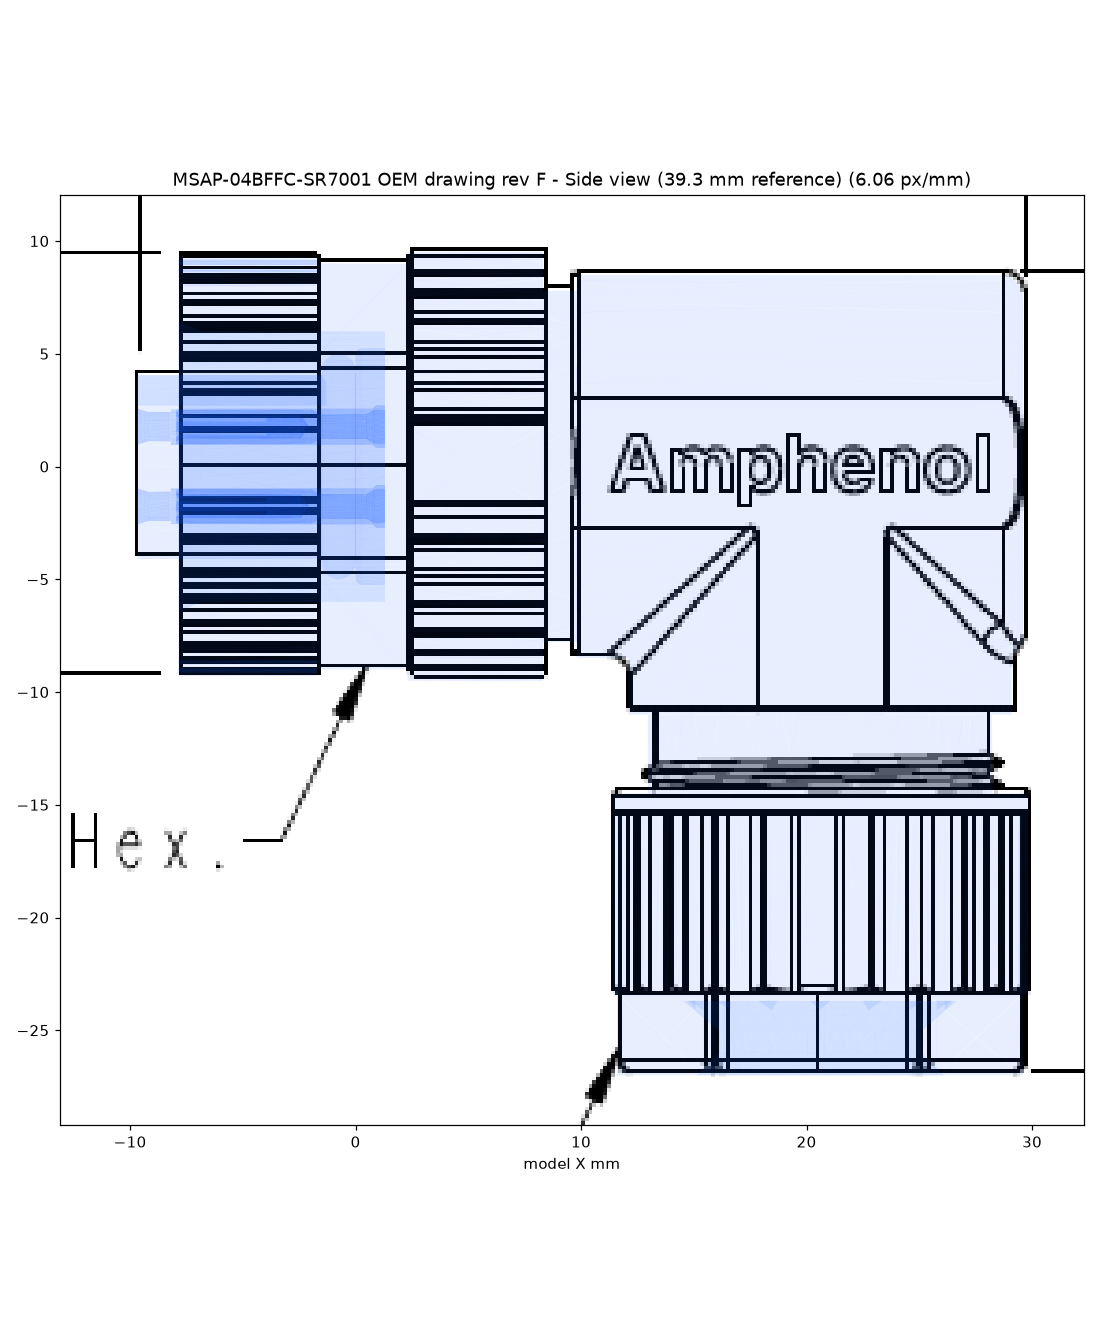 MSAP-04BFFC-SR7001 OEM drawing rev F - Side view (39.3 mm reference) (6.06 px/mm)
10
5
0
−5
−10
−15
−20
−25
Amphenol
Hex.
−10 0 10 20 30
model X mm